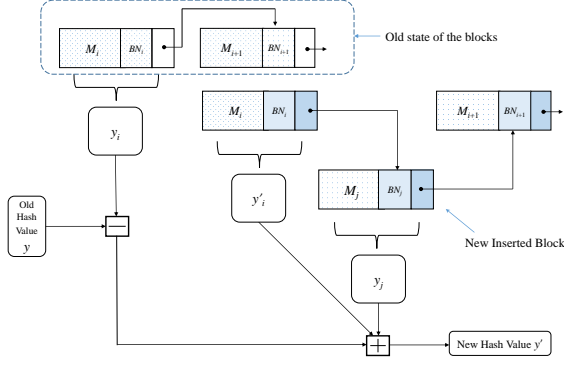 M_i BN_i M_{i+1} BN_{i+1}
Old state of the blocks
M_i BN_i M_{i+1} BN_{i+1}
y_i
M_j BN_j
y'_i
Old
Hash
Value
y
−
New Inserted Block
y_j
+
New Hash Value y'